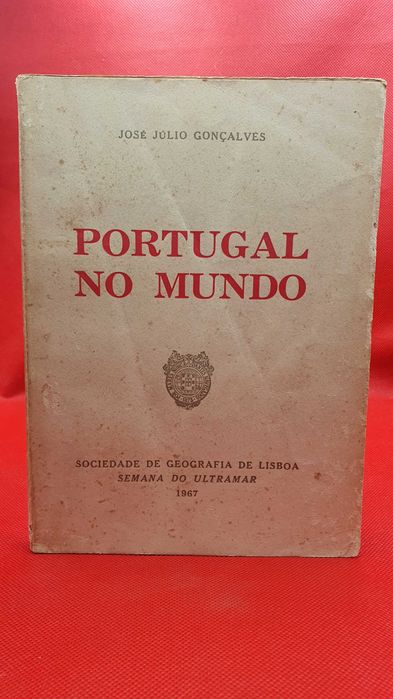 JOSÉ JÚLIO GONÇALVES
PORTUGAL
NO MUNDO
SOCIEDADE DE GEOGRAFIA DE LISBOA
SEMANA DO ULTRAMAR
1967